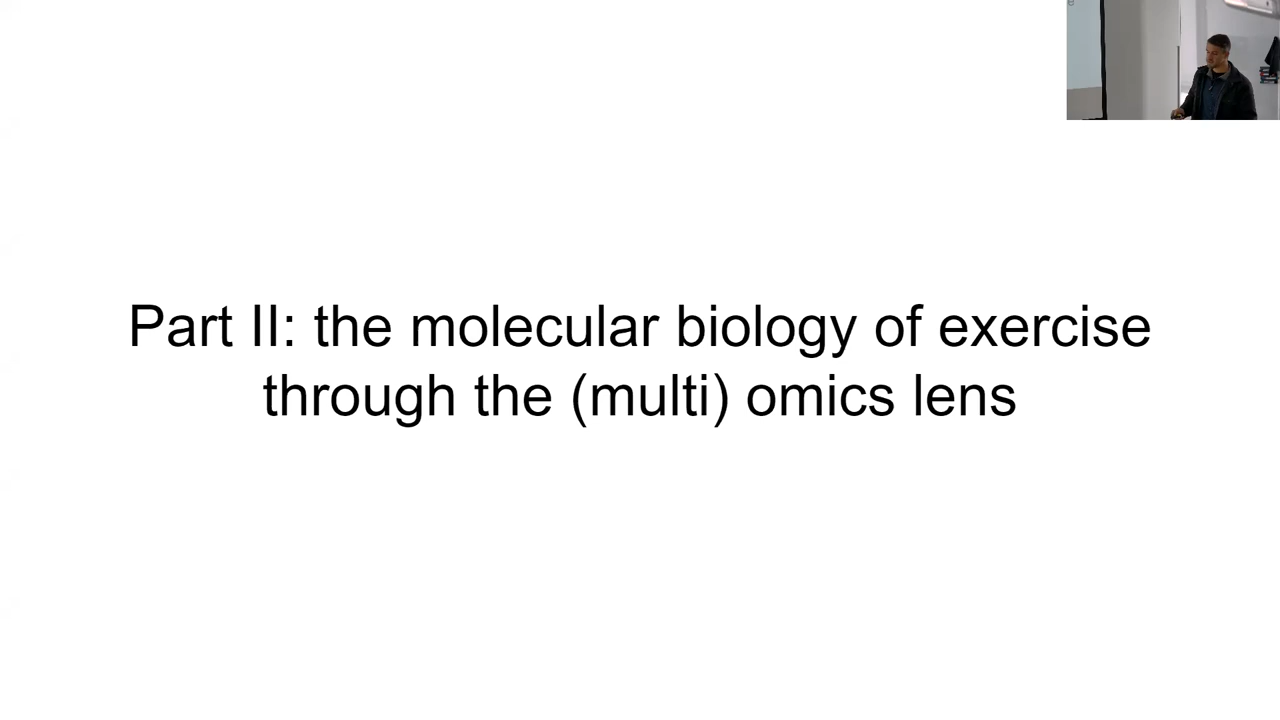 Part II: the molecular biology of exercise
through the (multi) omics lens